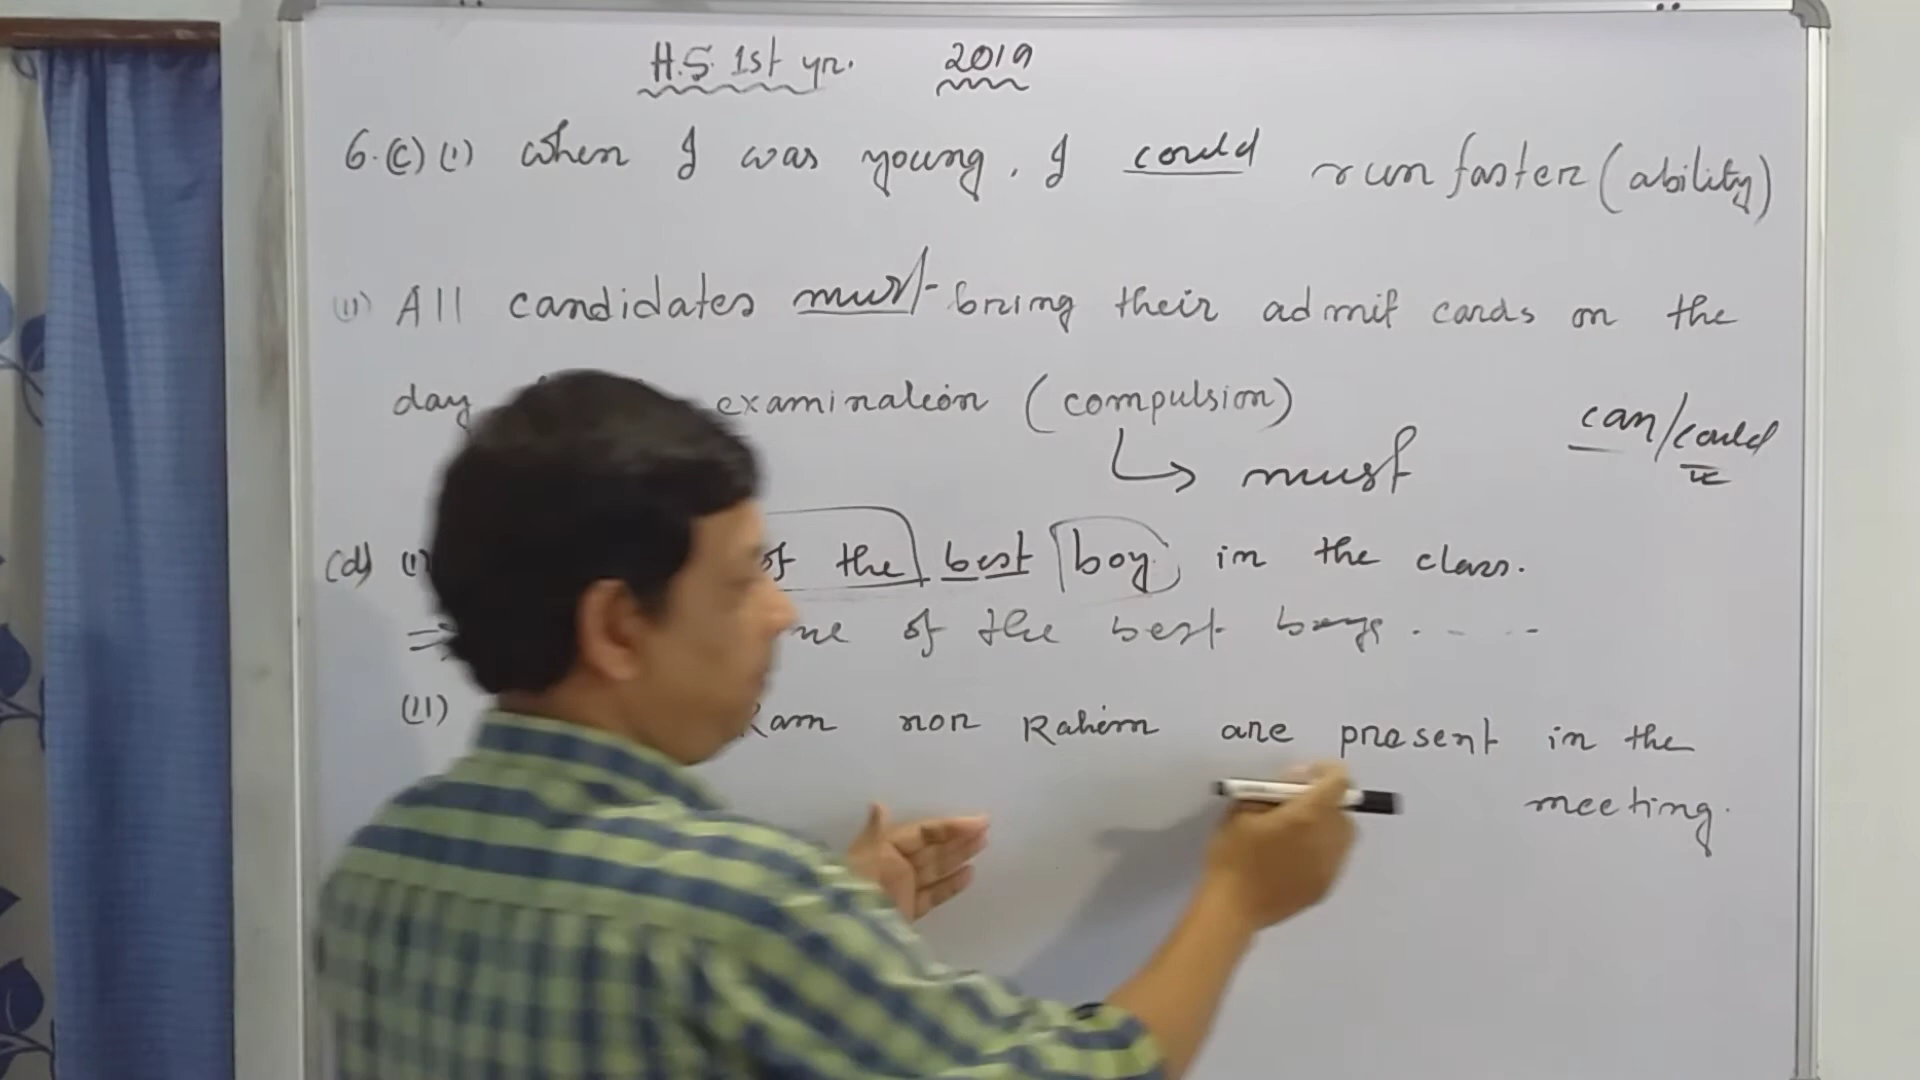 H.S. 1st yr. 2019
6.(c) (i) when I was young, I could run faster (ability)
(ii) All candidates must bring their admit cards on the
day examination (compulsion)
can/could
↳ must
(d) (i) of the best boy in the class.
⇒ of the best boys . - - -
(ii) Ram nor Rahim are present in the
meeting.